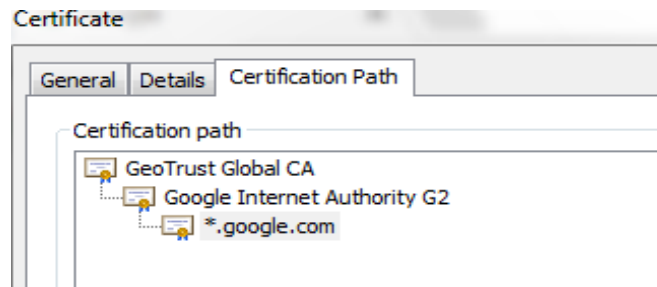 Certificate
General Details Certification Path
Certification path
GeoTrust Global CA
Google Internet Authority G2
*.google.com